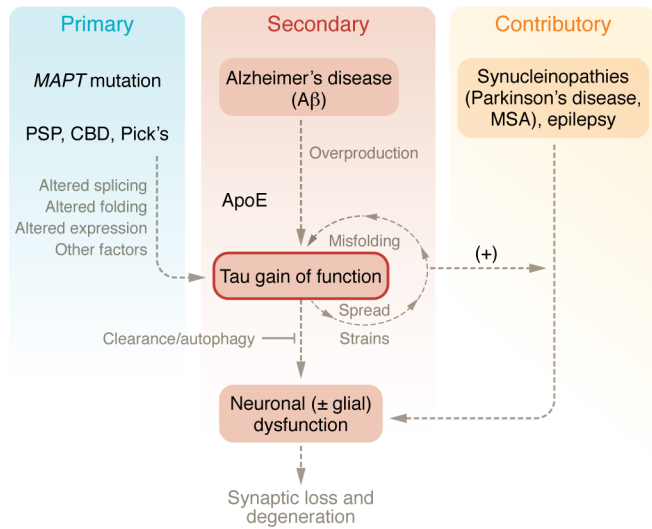 Primary
Secondary
Contributory
MAPT mutation
PSP, CBD, Pick's
Altered splicing
Altered folding
Altered expression
Other factors
Alzheimer's disease
(Aβ)
Overproduction
ApoE
Misfolding
Tau gain of function
Spread
Strains
Clearance/autophagy
Neuronal (± glial)
dysfunction
Synaptic loss and
degeneration
Synucleinopathies
(Parkinson's disease,
MSA), epilepsy
(+)